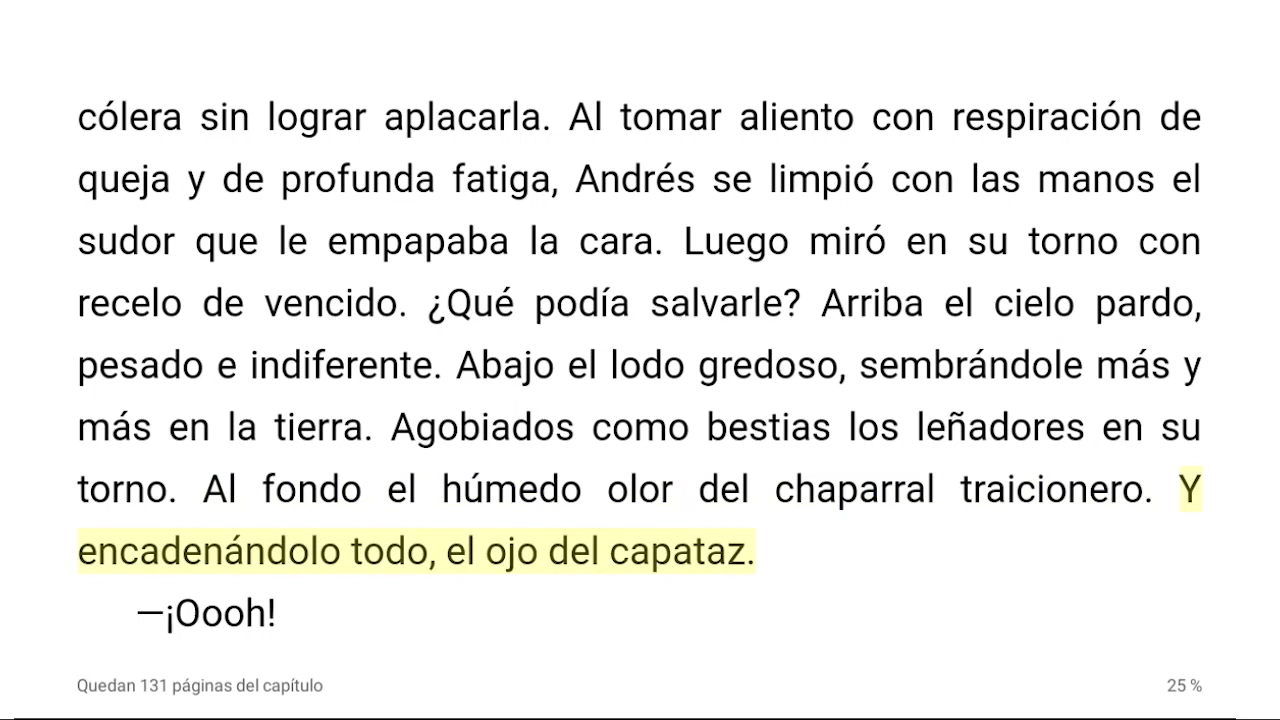 cólera sin lograr aplacarla. Al tomar aliento con respiración de
queja y de profunda fatiga, Andrés se limpió con las manos el
sudor que le empapaba la cara. Luego miró en su torno con
recelo de vencido. ¿Qué podía salvarle? Arriba el cielo pardo,
pesado e indiferente. Abajo el lodo gredoso, sembrándole más y
más en la tierra. Agobiados como bestias los leñadores en su
torno. Al fondo el húmedo olor del chaparral traicionero. Y
encadenándolo todo, el ojo del capataz.
—¡Oooh!
Quedan 131 páginas del capítulo
25 %